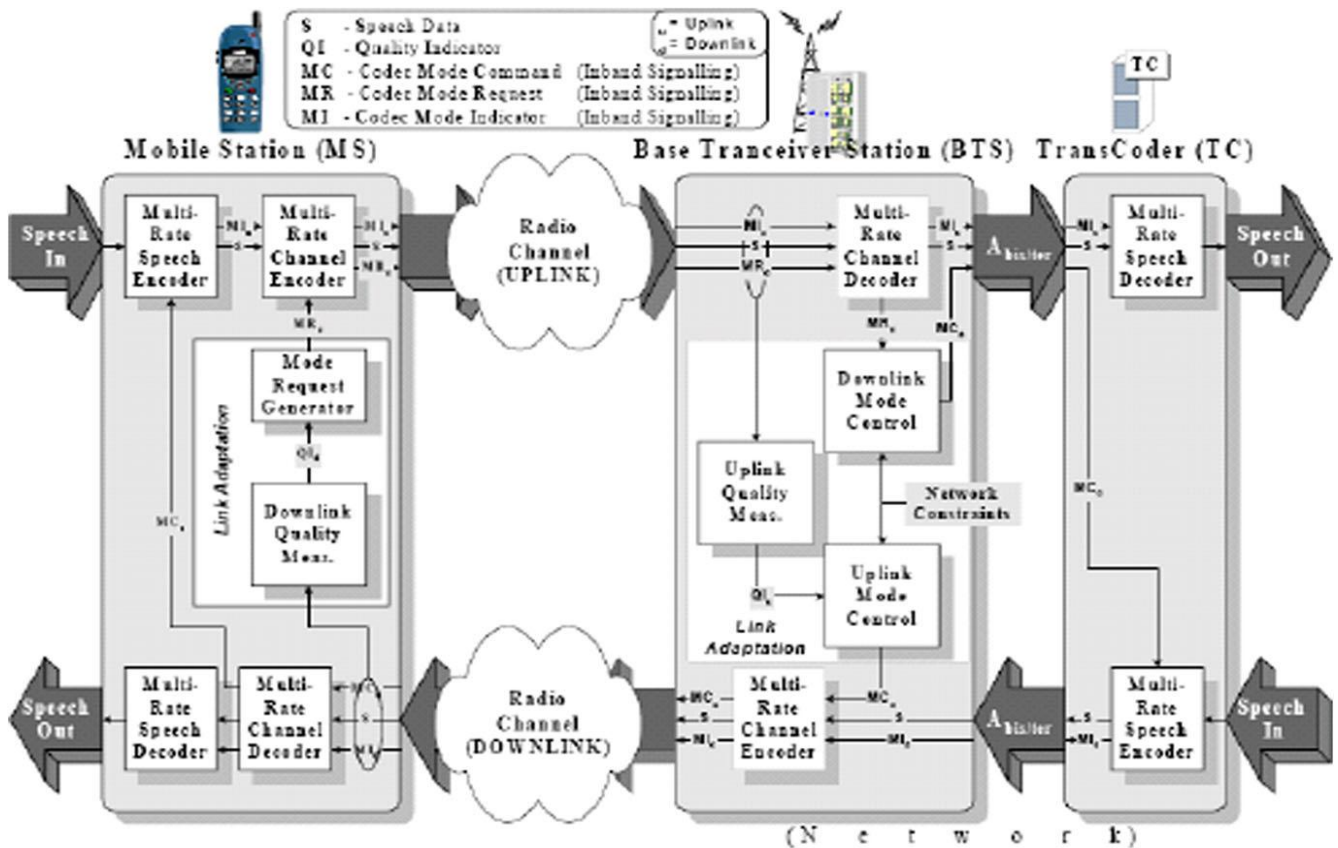 S - Speech Data
QI - Quality Indicator
MC - Codec Mode Command (Inband Signalling)
MR - Codec Mode Request (Inband Signalling)
MI - Codec Mode Indicator (Inband Signalling)
u = Uplink
d = Downlink
TC
Mobile Station (MS)
Base Tranceiver Station (BTS)
TransCoder (TC)
Speech
In
Multi-
Rate
Speech
Encoder
MIu
S
Multi-
Rate
Channel
Encoder
MIu
S
Radio
Channel
(UPLINK)
MIu
S
Multi-
Rate
Channel
Decoder
MIu
S
Abis/ter
MIu
S
Multi-
Rate
Speech
Decoder
Speech
Out
Mode
Request
Generator
Link Adaptation
Downlink
Quality
Meas.
Downlink
Mode
Control
Uplink
Quality
Meas.
Network
Constraints
Uplink
Mode
Control
Link
Adaptation
Speech
Out
Multi-
Rate
Speech
Decoder
Multi-
Rate
Channel
Decoder
S
Radio
Channel
(DOWNLINK)
S
Multi-
Rate
Channel
Encoder
S
Abis/ter
S
Multi-
Rate
Speech
Encoder
Speech
In
(Network)